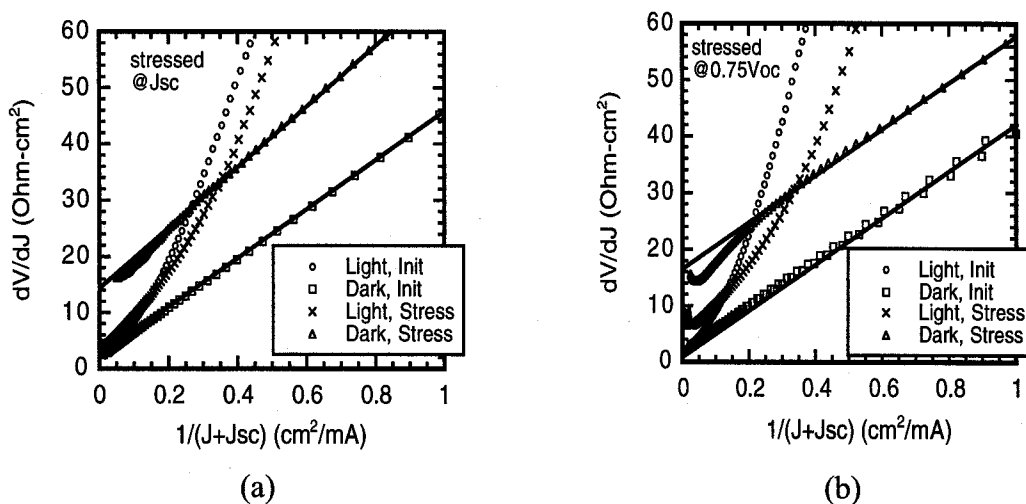 60
50
40
30
20
10
0
dV/dJ (Ohm-cm²)
stressed
@Jsc
Light, Init
Dark, Init
Light, Stress
Dark, Stress
0 0.2 0.4 0.6 0.8 1
1/(J+Jsc) (cm²/mA)
(a)
60
50
40
30
20
10
0
dV/dJ (Ohm-cm²)
stressed
@0.75Voc
Light, Init
Dark, Init
Light, Stress
Dark, Stress
0 0.2 0.4 0.6 0.8 1
1/(J+Jsc) (cm²/mA)
(b)